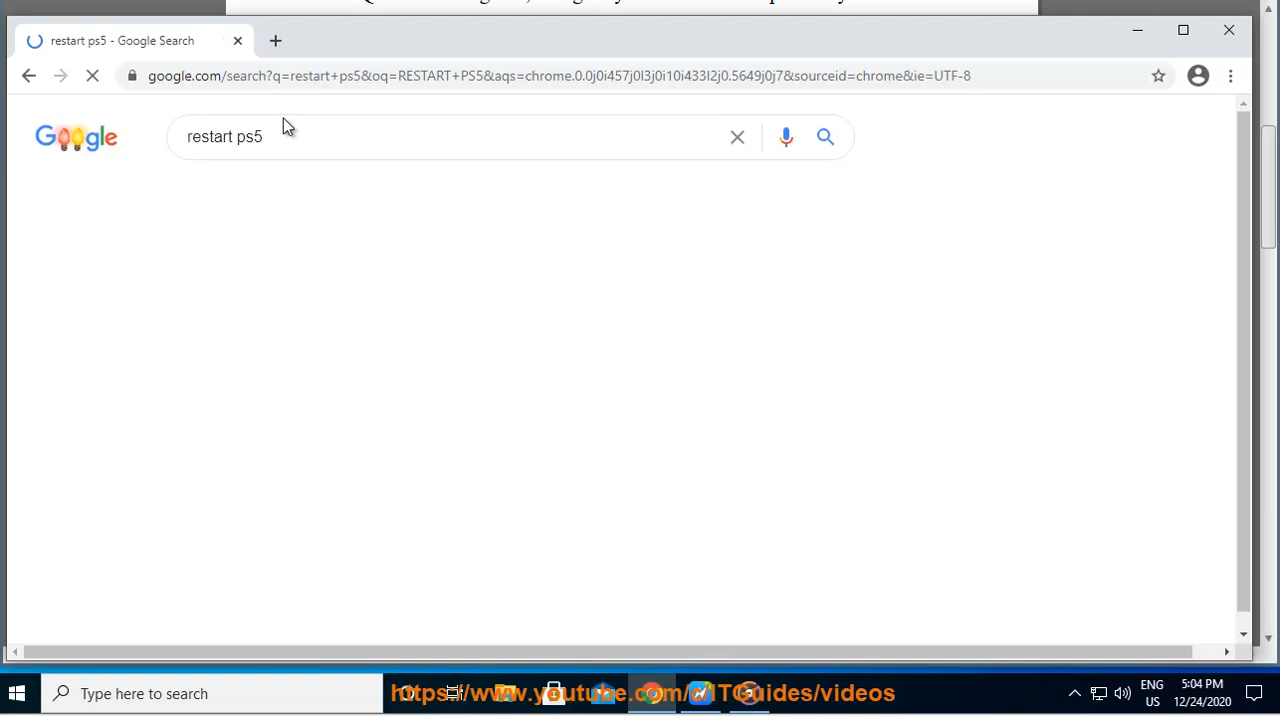 restart ps5 - Google Search
google.com/search?q=restart+ps5&oq=RESTART+PS5&aqs=chrome.0.0j0i457j0l3j0i10i433l2j0.5649j0j7&sourceid=chrome&ie=UTF-8
Google
restart ps5
Type here to search
https://www.youtube.com/
ITGuides/videos
ENG
US
5:04 PM
12/24/2020